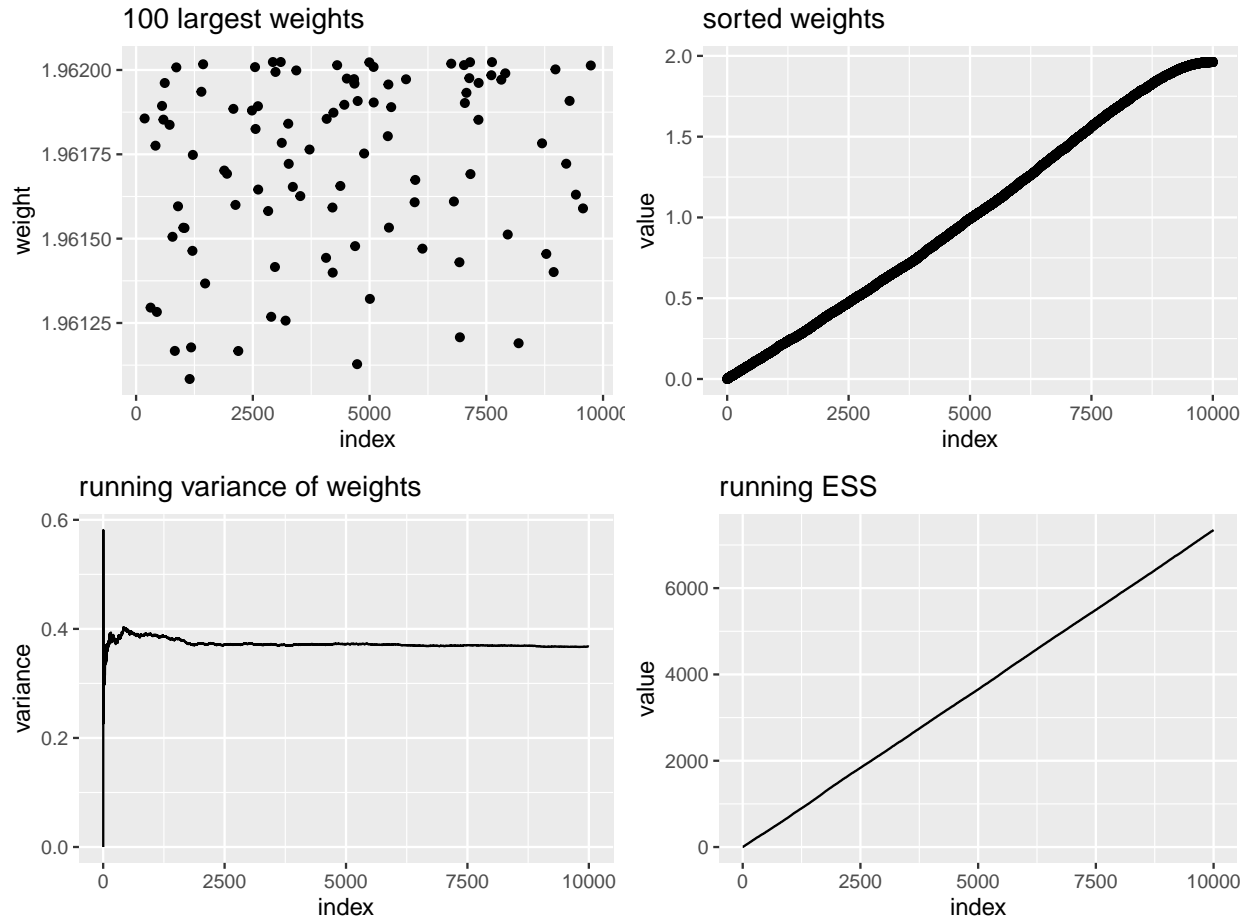 100 largest weights
1.96200
1.96175
1.96150
1.96125
weight
0 2500 5000 7500 10000
index
sorted weights
2.0
1.5
1.0
0.5
0.0
value
0 2500 5000 7500 10000
index
running variance of weights
0.6
0.4
0.2
0.0
variance
0 2500 5000 7500 10000
index
running ESS
6000
4000
2000
0
value
0 2500 5000 7500 10000
index